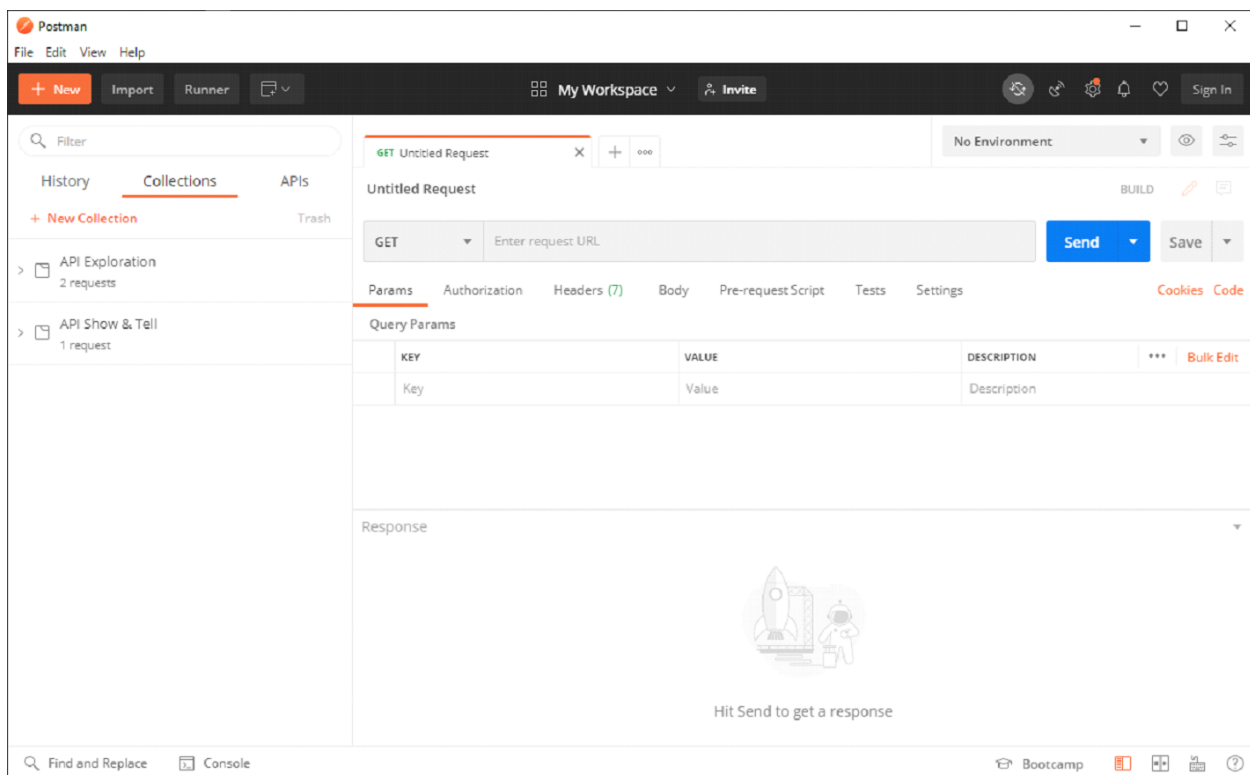 Postman
File Edit View Help
+ New Import Runner My Workspace Invite Sign In
Filter
History Collections APIs
+ New Collection Trash
API Exploration
2 requests
API Show & Tell
1 request
GET Untitled Request
No Environment
Untitled Request BUILD
GET Enter request URL Send Save
Params Authorization Headers (7) Body Pre-request Script Tests Settings Cookies Code
Query Params
KEY VALUE DESCRIPTION Bulk Edit
Key Value Description
Response
Hit Send to get a response
Find and Replace Console Bootcamp